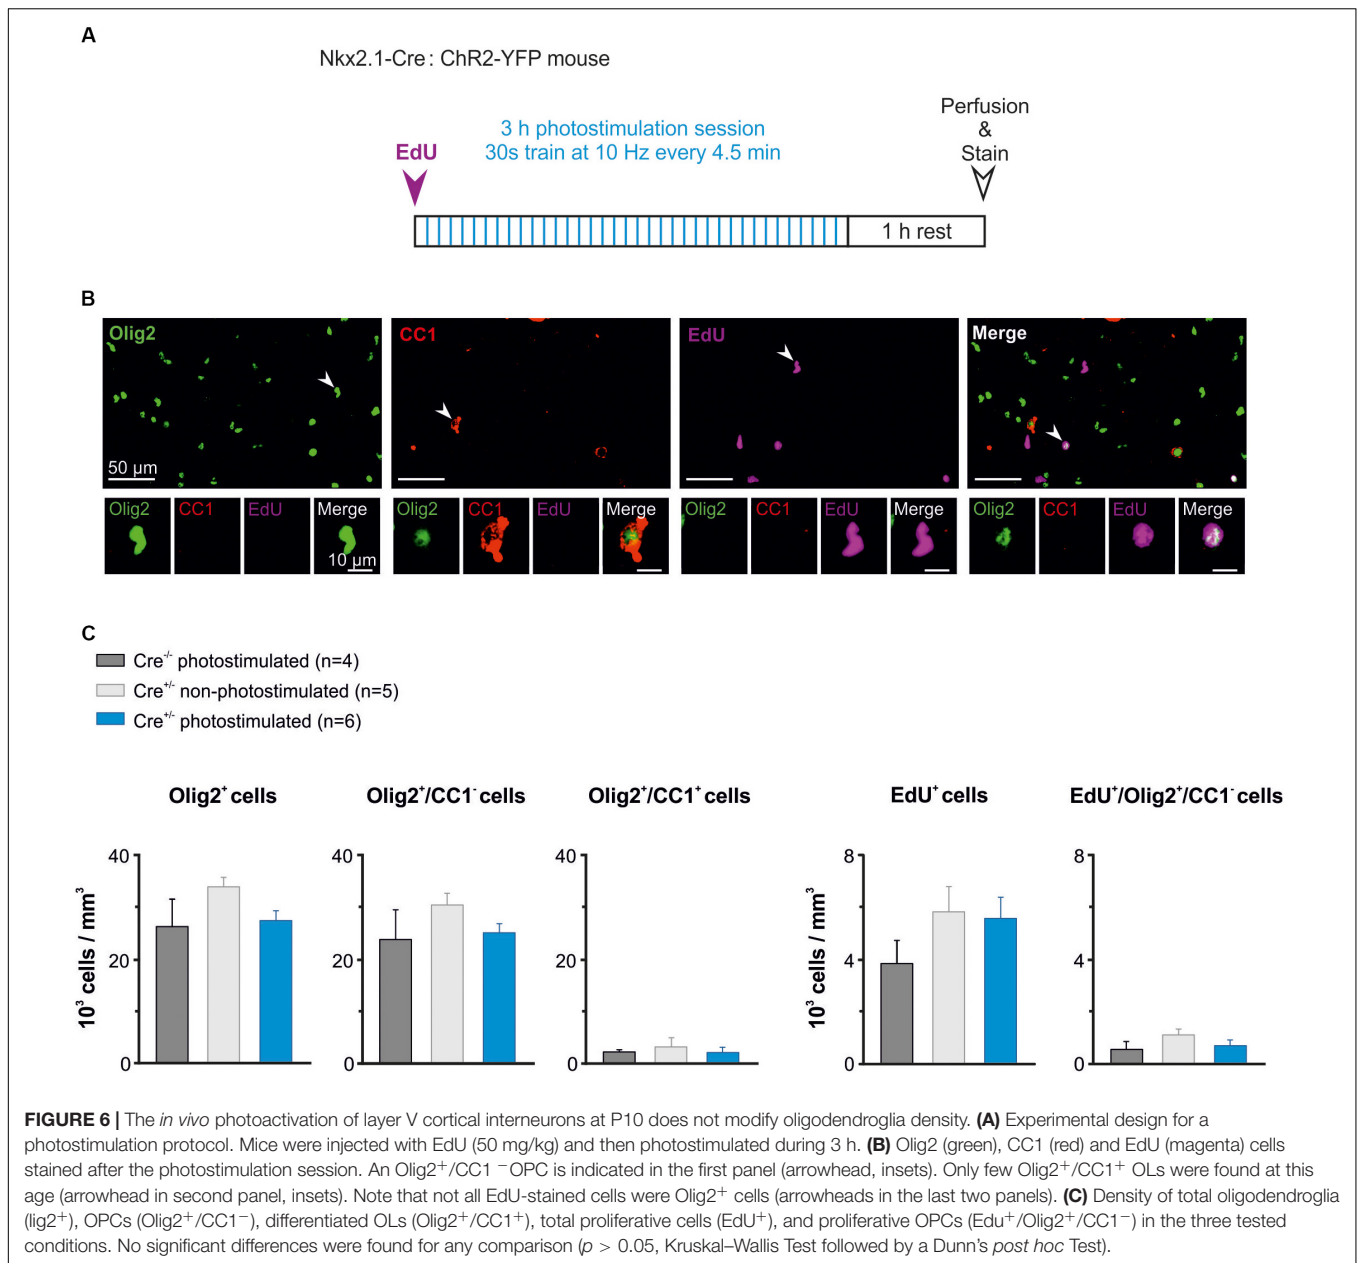 A
Nkx2.1-Cre: ChR2-YFP mouse
3 h photostimulation session
30s train at 10 Hz every 4.5 min
EdU
Perfusion
&
Stain
1 h rest
B
Olig2
CC1
EdU
Merge
50 µm
Olig2 CC1 EdU Merge
10 µm
Olig2 CC1 EdU Merge
Olig2 CC1 EdU Merge
Olig2 CC1 EdU Merge
C
Cre-/- photostimulated (n=4)
Cre+/- non-photostimulated (n=5)
Cre+/- photostimulated (n=6)
Olig2+ cells
10³ cells / mm³
40
20
0
Olig2+/CC1- cells
40
20
0
Olig2+/CC1+ cells
40
20
0
EdU+ cells
10³ cells / mm³
8
4
0
EdU+/Olig2+/CC1- cells
8
4
0
FIGURE 6 | The in vivo photoactivation of layer V cortical interneurons at P10 does not modify oligodendroglia density. (A) Experimental design for a
photostimulation protocol. Mice were injected with EdU (50 mg/kg) and then photostimulated during 3 h. (B) Olig2 (green), CC1 (red) and EdU (magenta) cells
stained after the photostimulation session. An Olig2+/CC1 −OPC is indicated in the first panel (arrowhead, insets). Only few Olig2+/CC1+ OLs were found at this
age (arrowhead in second panel, insets). Note that not all EdU-stained cells were Olig2+ cells (arrowheads in the last two panels). (C) Density of total oligodendroglia
(lig2+), OPCs (Olig2+/CC1−), differentiated OLs (Olig2+/CC1+), total proliferative cells (EdU+), and proliferative OPCs (Edu+/Olig2+/CC1−) in the three tested
conditions. No significant differences were found for any comparison (p > 0.05, Kruskal–Wallis Test followed by a Dunn's post hoc Test).